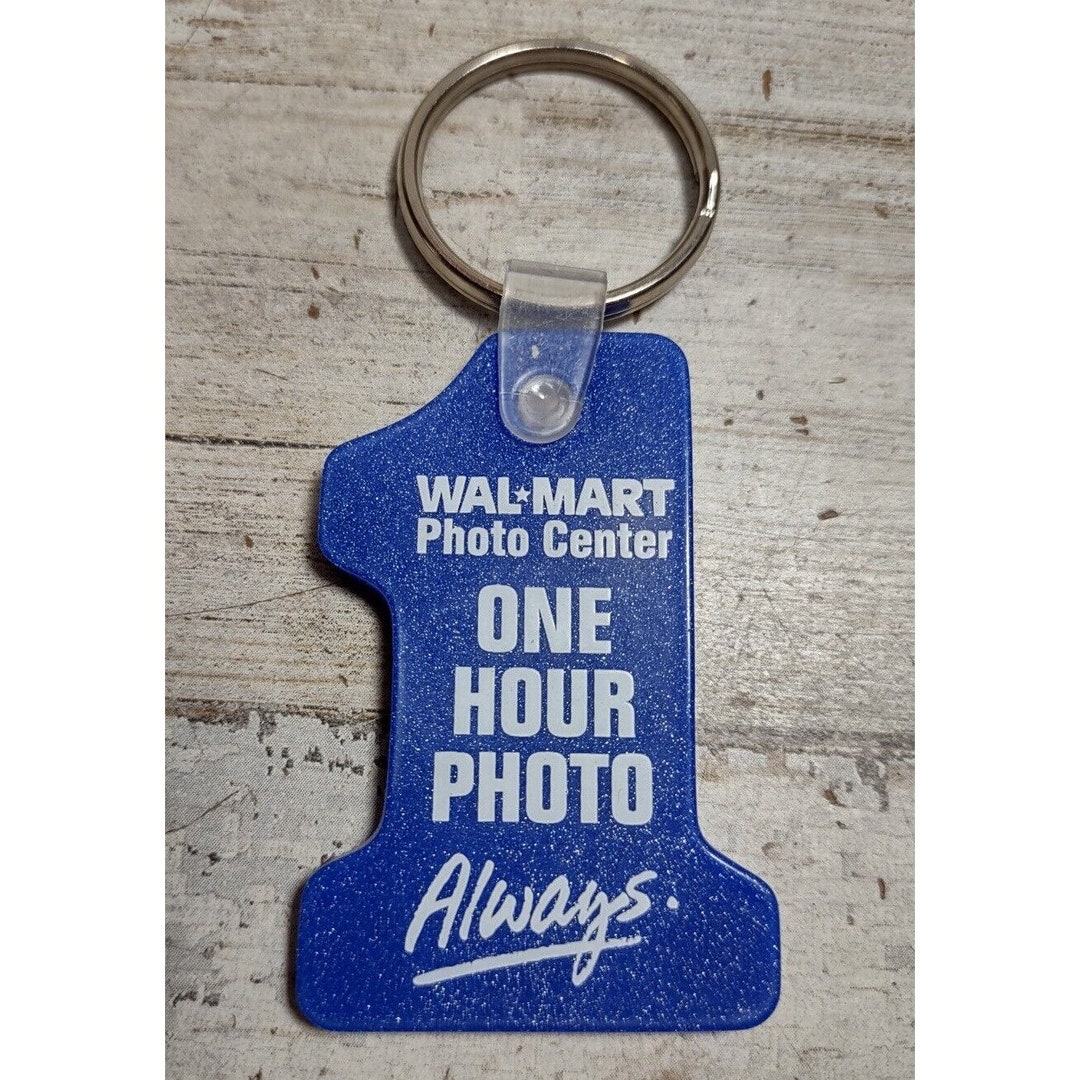 WAL★MART
Photo Center
ONE
HOUR
PHOTO
Always.